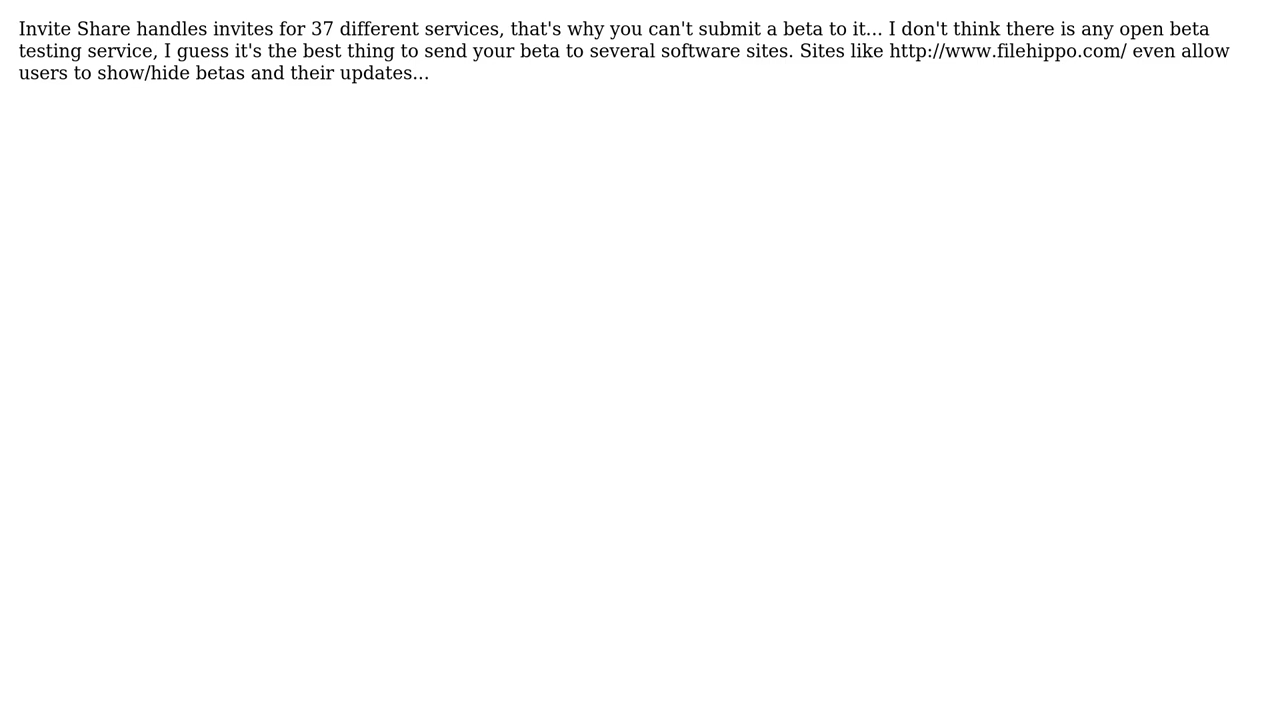 Invite Share handles invites for 37 different services, that's why you can't submit a beta to it... I don't think there is any open beta
testing service, I guess it's the best thing to send your beta to several software sites. Sites like http://www.filehippo.com/ even allow
users to show/hide betas and their updates...